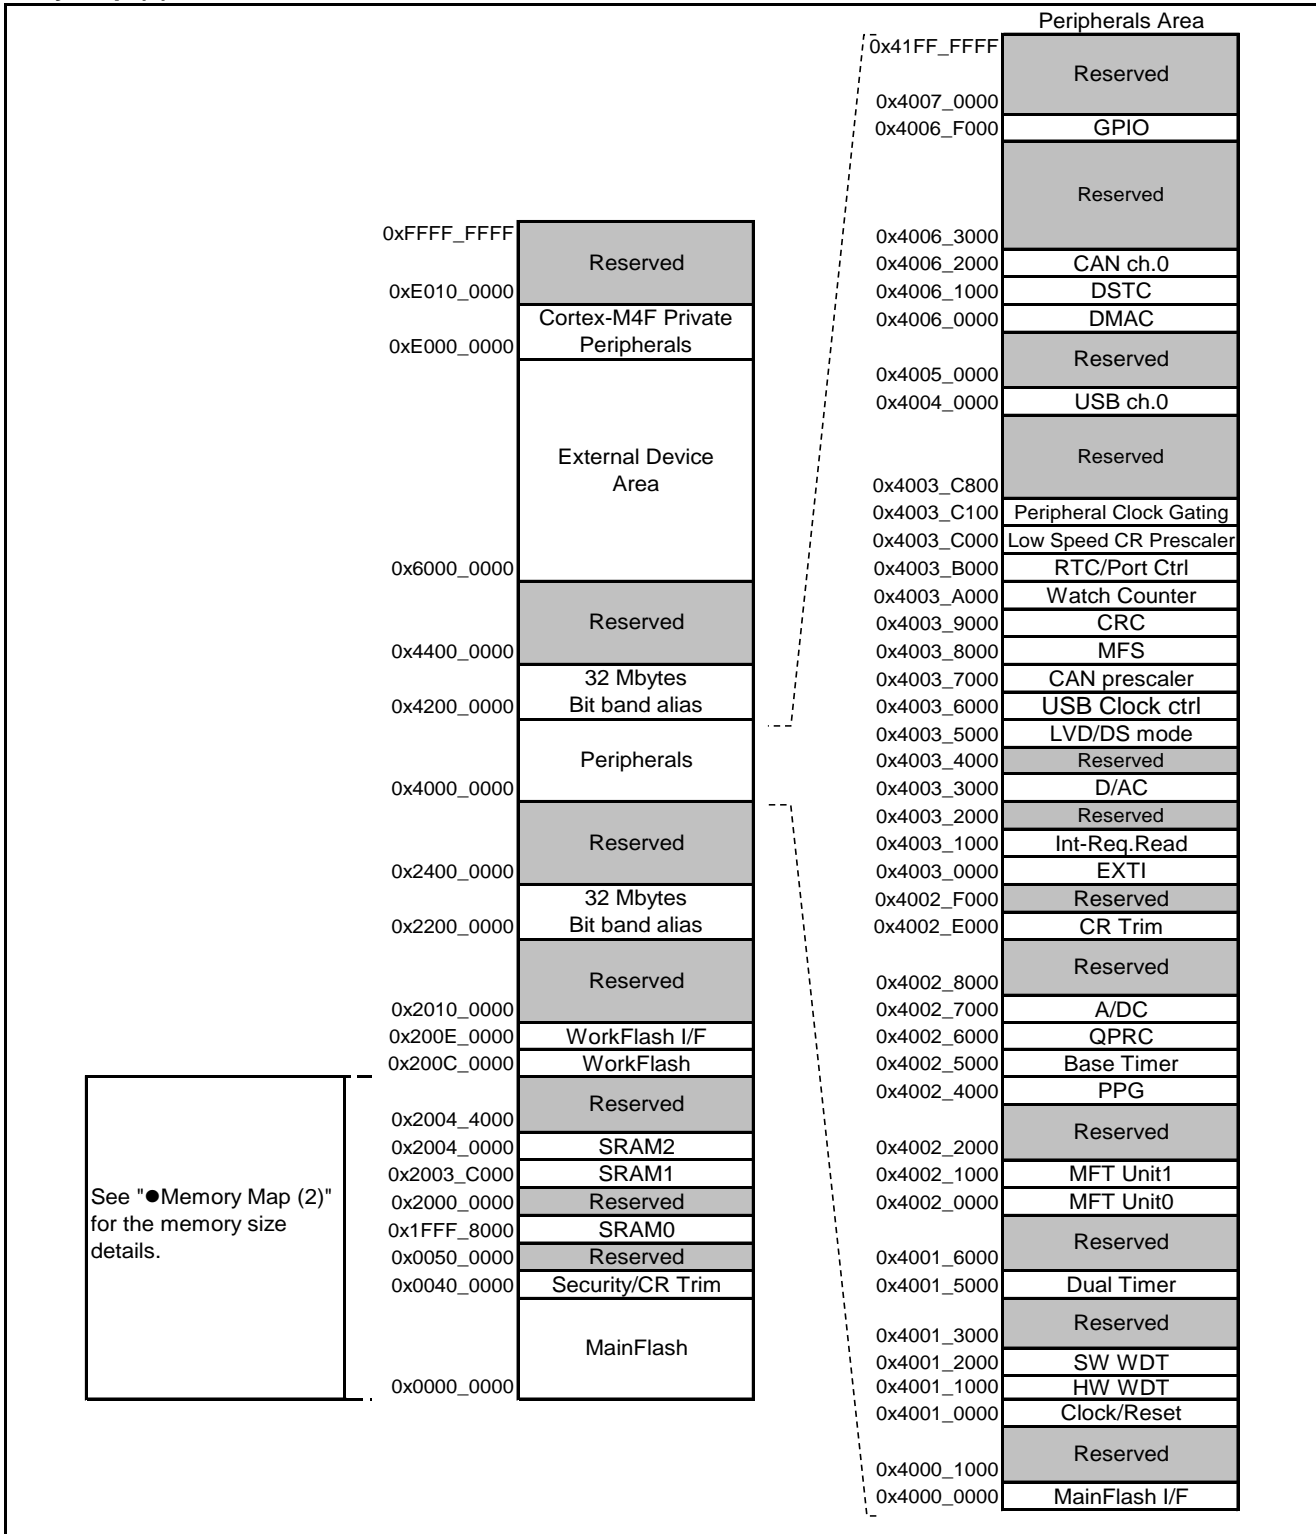 0xFFFF_FFFF
Reserved
0xE010_0000
Cortex-M4F Private
Peripherals
0xE000_0000
External Device
Area
0x6000_0000
Reserved
0x4400_0000
32 Mbytes
Bit band alias
0x4200_0000
Peripherals
0x4000_0000
Reserved
0x2400_0000
32 Mbytes
Bit band alias
0x2200_0000
Reserved
0x2010_0000
0x200E_0000 WorkFlash I/F
0x200C_0000 WorkFlash
Reserved
0x2004_4000
0x2004_0000 SRAM2
0x2003_C000 SRAM1
0x2000_0000 Reserved
0x1FFF_8000 SRAM0
0x0050_0000 Reserved
0x0040_0000 Security/CR Trim
MainFlash
0x0000_0000
See "●Memory Map (2)"
for the memory size
details.
Peripherals Area
0x41FF_FFFF
Reserved
0x4007_0000
0x4006_F000 GPIO
Reserved
0x4006_3000
0x4006_2000 CAN ch.0
0x4006_1000 DSTC
0x4006_0000 DMAC
Reserved
0x4005_0000
0x4004_0000 USB ch.0
Reserved
0x4003_C800
0x4003_C100 Peripheral Clock Gating
0x4003_C000 Low Speed CR Prescaler
0x4003_B000 RTC/Port Ctrl
0x4003_A000 Watch Counter
0x4003_9000 CRC
0x4003_8000 MFS
0x4003_7000 CAN prescaler
0x4003_6000 USB Clock ctrl
0x4003_5000 LVD/DS mode
0x4003_4000 Reserved
0x4003_3000 D/AC
0x4003_2000 Reserved
0x4003_1000 Int-Req.Read
0x4003_0000 EXTI
0x4002_F000 Reserved
0x4002_E000 CR Trim
Reserved
0x4002_8000
0x4002_7000 A/DC
0x4002_6000 QPRC
0x4002_5000 Base Timer
0x4002_4000 PPG
Reserved
0x4002_2000
0x4002_1000 MFT Unit1
0x4002_0000 MFT Unit0
Reserved
0x4001_6000
0x4001_5000 Dual Timer
Reserved
0x4001_3000
0x4001_2000 SW WDT
0x4001_1000 HW WDT
0x4001_0000 Clock/Reset
Reserved
0x4000_1000
0x4000_0000 MainFlash I/F